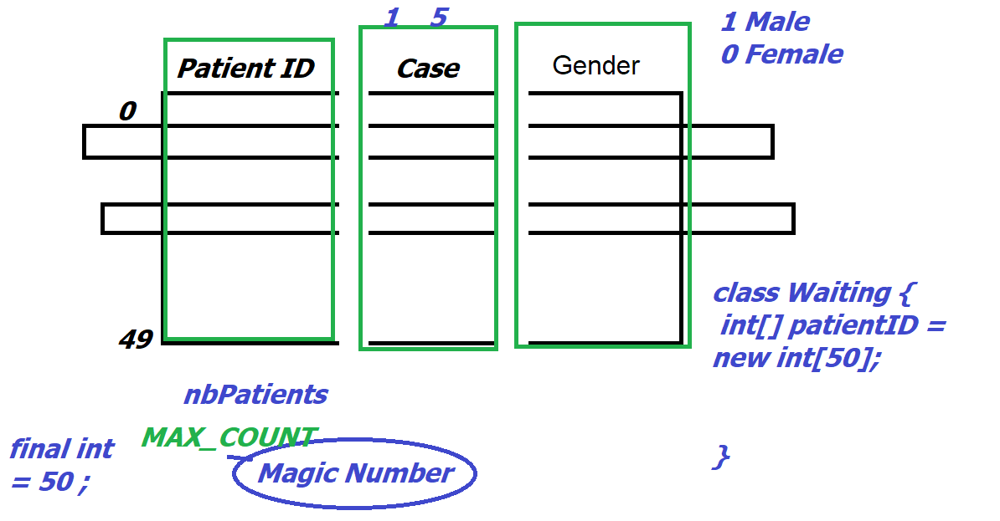 1 5
1 Male
0 Female
Patient ID
Case
Gender
0
49
class Waiting {
int[] patientID =
new int[50];
}
nbPatients
MAX_COUNT
final int
= 50 ;
Magic Number